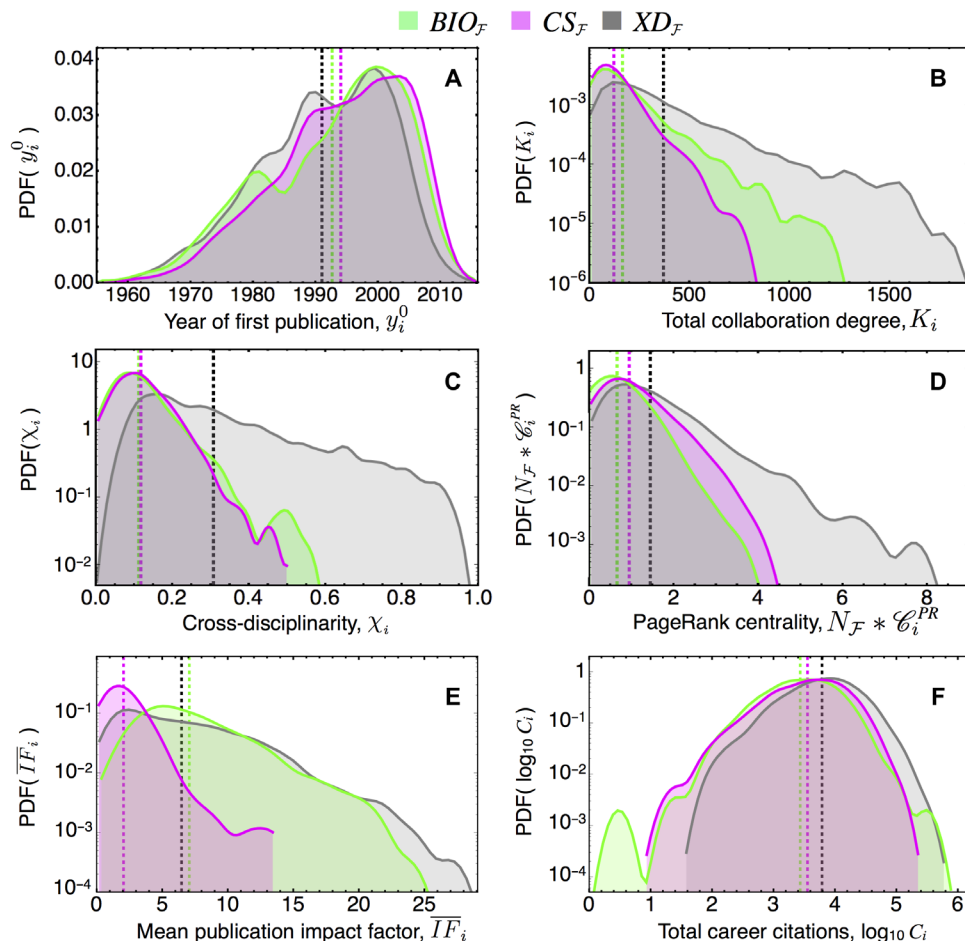 BIO_F CS_F XD_F
A
PDF( y_i^0 )
0.04
0.03
0.02
0.01
0.00
1960 1970 1980 1990 2000 2010
Year of first publication, y_i^0
B
PDF(K_i)
10^-3
10^-4
10^-5
10^-6
0 500 1000 1500
Total collaboration degree, K_i
C
PDF(χ_i)
10
1
10^-1
10^-2
0.0 0.2 0.4 0.6 0.8 1.0
Cross-disciplinarity, χ_i
D
PDF(N_F * 𝒞_i^PR)
1
10^-1
10^-2
10^-3
0 2 4 6 8
PageRank centrality, N_F * 𝒞_i^PR
E
PDF( \overline{IF}_i )
10^-1
10^-2
10^-3
10^-4
0 5 10 15 20 25
Mean publication impact factor, \overline{IF}_i
F
PDF( log₁₀ C_i)
1
10^-1
10^-2
10^-3
10^-4
0 1 2 3 4 5 6
Total career citations, log₁₀ C_i